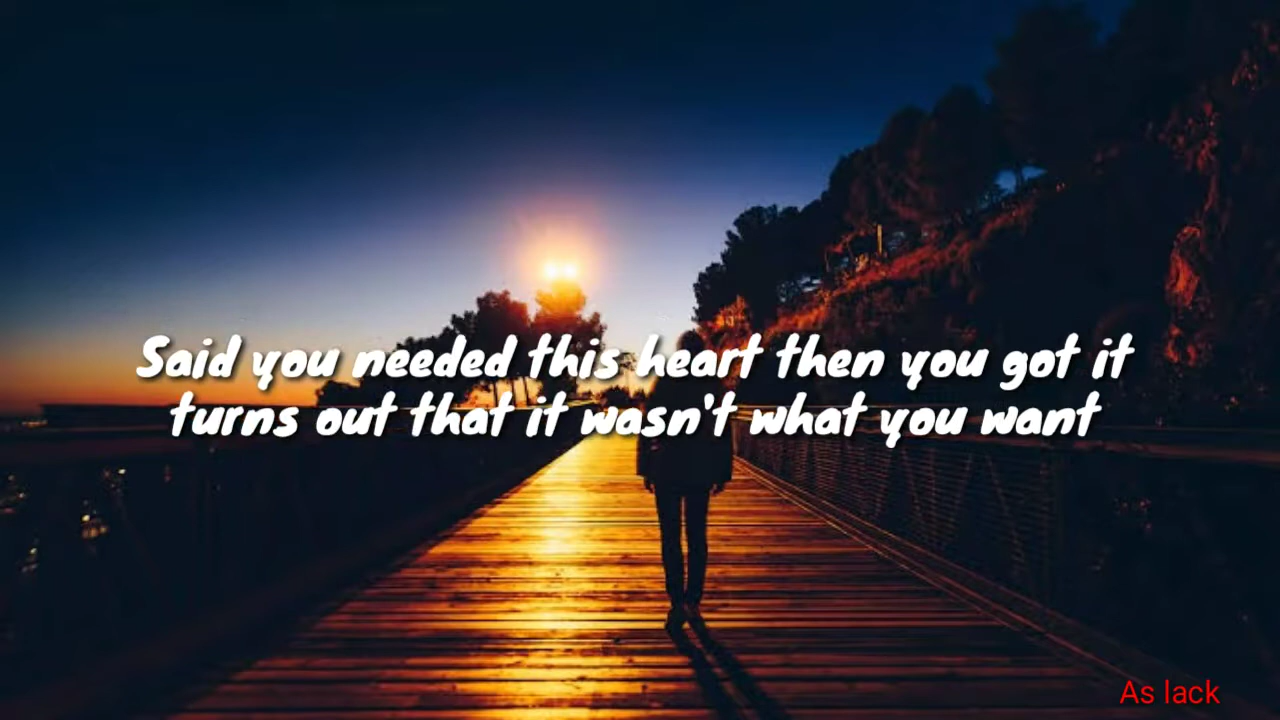 Said you needed this heart then you got it
turns out that it wasn't what you want
As lack